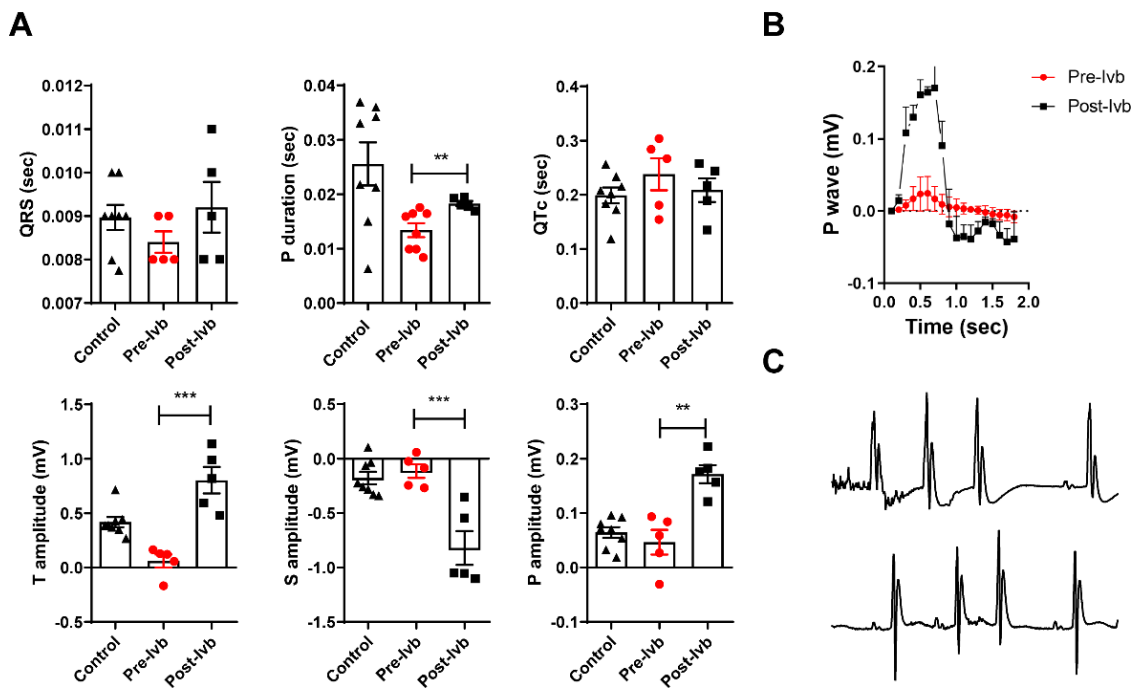 A
QRS (sec)
0.012
0.011
0.010
0.009
0.008
0.007
Control
Pre-Ivb
Post-Ivb
P duration (sec)
0.04
0.03
0.02
0.01
0.00
**
Control
Pre-Ivb
Post-Ivb
QTc (sec)
0.4
0.3
0.2
0.1
0.0
Control
Pre-Ivb
Post-Ivb
T amplitude (mV)
1.5
1.0
0.5
0.0
-0.5
***
Control
Pre-Ivb
Post-Ivb
S amplitude (mV)
0.5
0.0
-0.5
-1.0
-1.5
***
Control
Pre-Ivb
Post-Ivb
P amplitude (mV)
0.3
0.2
0.1
0.0
-0.1
**
Control
Pre-Ivb
Post-Ivb
B
P wave (mV)
0.2
0.1
0.0
-0.1
0.0
0.5
1.0
1.5
2.0
Time (sec)
Pre-Ivb
Post-Ivb
C